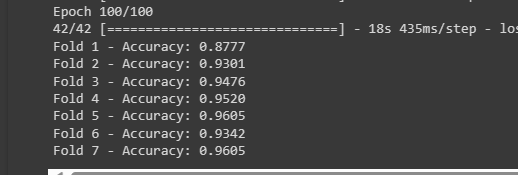 Epoch 100/100
42/42 [==============================] - 18s 435ms/step - los
Fold 1 - Accuracy: 0.8777
Fold 2 - Accuracy: 0.9301
Fold 3 - Accuracy: 0.9476
Fold 4 - Accuracy: 0.9520
Fold 5 - Accuracy: 0.9605
Fold 6 - Accuracy: 0.9342
Fold 7 - Accuracy: 0.9605